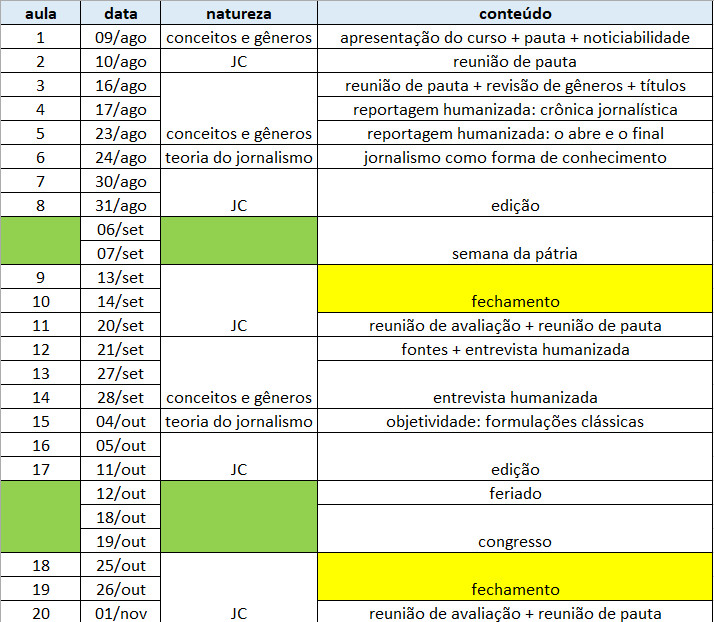 aula data natureza conteúdo
1 09/ago conceitos e gêneros apresentação do curso + pauta + noticiabilidade
2 10/ago JC reunião de pauta
3 16/ago reunião de pauta + revisão de gêneros + títulos
4 17/ago reportagem humanizada: crônica jornalística
5 23/ago conceitos e gêneros reportagem humanizada: o abre e o final
6 24/ago teoria do jornalismo jornalismo como forma de conhecimento
7 30/ago
8 31/ago JC edição
06/set
07/set semana da pátria
9 13/set
10 14/set fechamento
11 20/set JC reunião de avaliação + reunião de pauta
12 21/set fontes + entrevista humanizada
13 27/set
14 28/set conceitos e gêneros entrevista humanizada
15 04/out teoria do jornalismo objetividade: formulações clássicas
16 05/out
17 11/out JC edição
12/out feriado
18/out
19/out congresso
18 25/out
19 26/out fechamento
20 01/nov JC reunião de avaliação + reunião de pauta